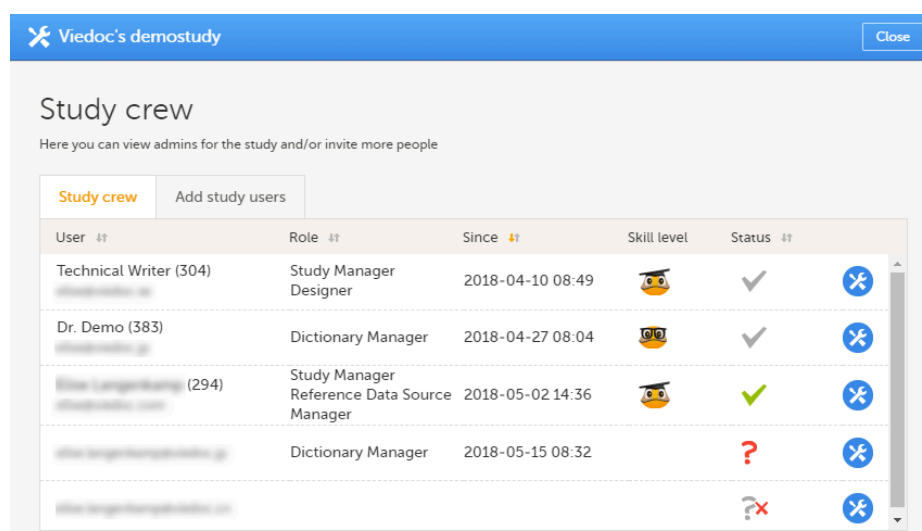 Viedoc's demostudy
Close
Study crew
Here you can view admins for the study and/or invite more people
Study crew Add study users
User Role Since Skill level Status
Technical Writer (304) Study Manager Designer 2018-04-10 08:49
Dr. Demo (383) Dictionary Manager 2018-04-27 08:04
(294) Study Manager Reference Data Source Manager 2018-05-02 14:36
Dictionary Manager 2018-05-15 08:32